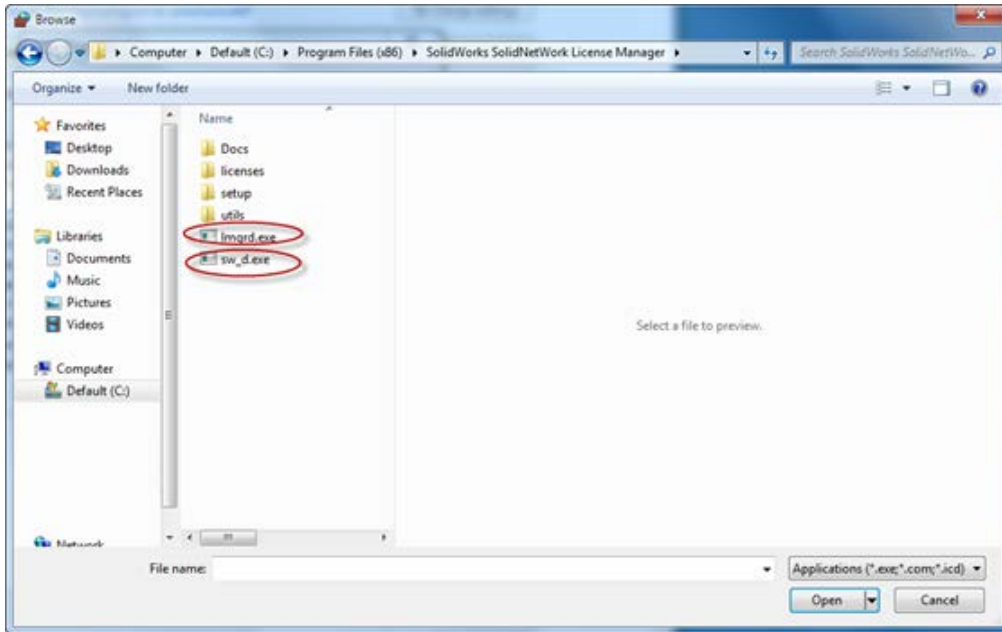 Browse
Computer ▸ Default (C:) ▸ Program Files (x86) ▸ SolidWorks SolidNetWork License Manager ▸
Search SolidWorks SolidNetWo...
Organize
New folder
Favorites
Desktop
Downloads
Recent Places
Libraries
Documents
Music
Pictures
Videos
Computer
Default (C:)
Network
Name
Docs
licenses
setup
utils
lmgrd.exe
sw_d.exe
Select a file to preview.
File name:
Applications (*.exe;*.com;*.icd)
Open
Cancel